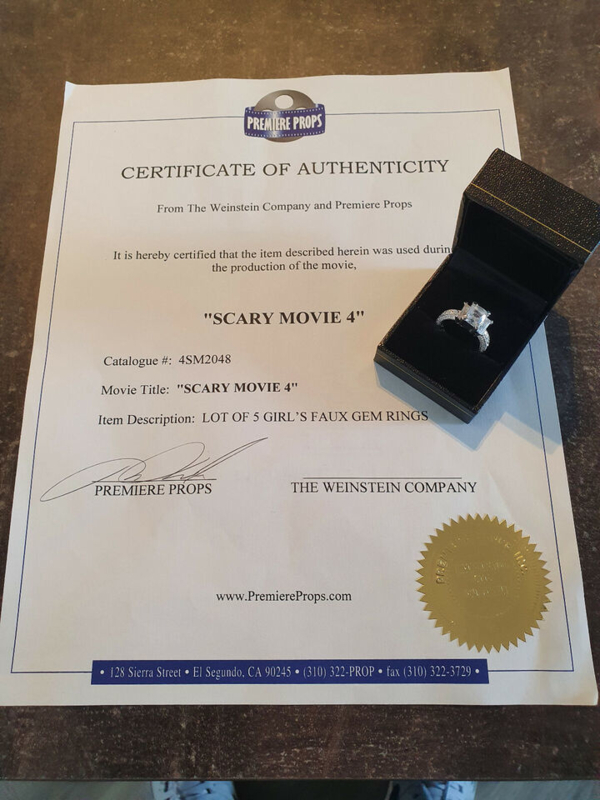 PREMIERE PROPS
CERTIFICATE OF AUTHENTICITY
From The Weinstein Company and Premiere Props
It is hereby certified that the item described herein was used durin
the production of the movie,
"SCARY MOVIE 4"
Catalogue #: 4SM2048
Movie Title: "SCARY MOVIE 4"
Item Description: LOT OF 5 GIRL'S FAUX GEM RINGS
PREMIERE PROPS
THE WEINSTEIN COMPANY
www.PremiereProps.com
• 128 Sierra Street • El Segundo, CA 90245 • (310) 322-PROP • fax (310) 322-3729 •